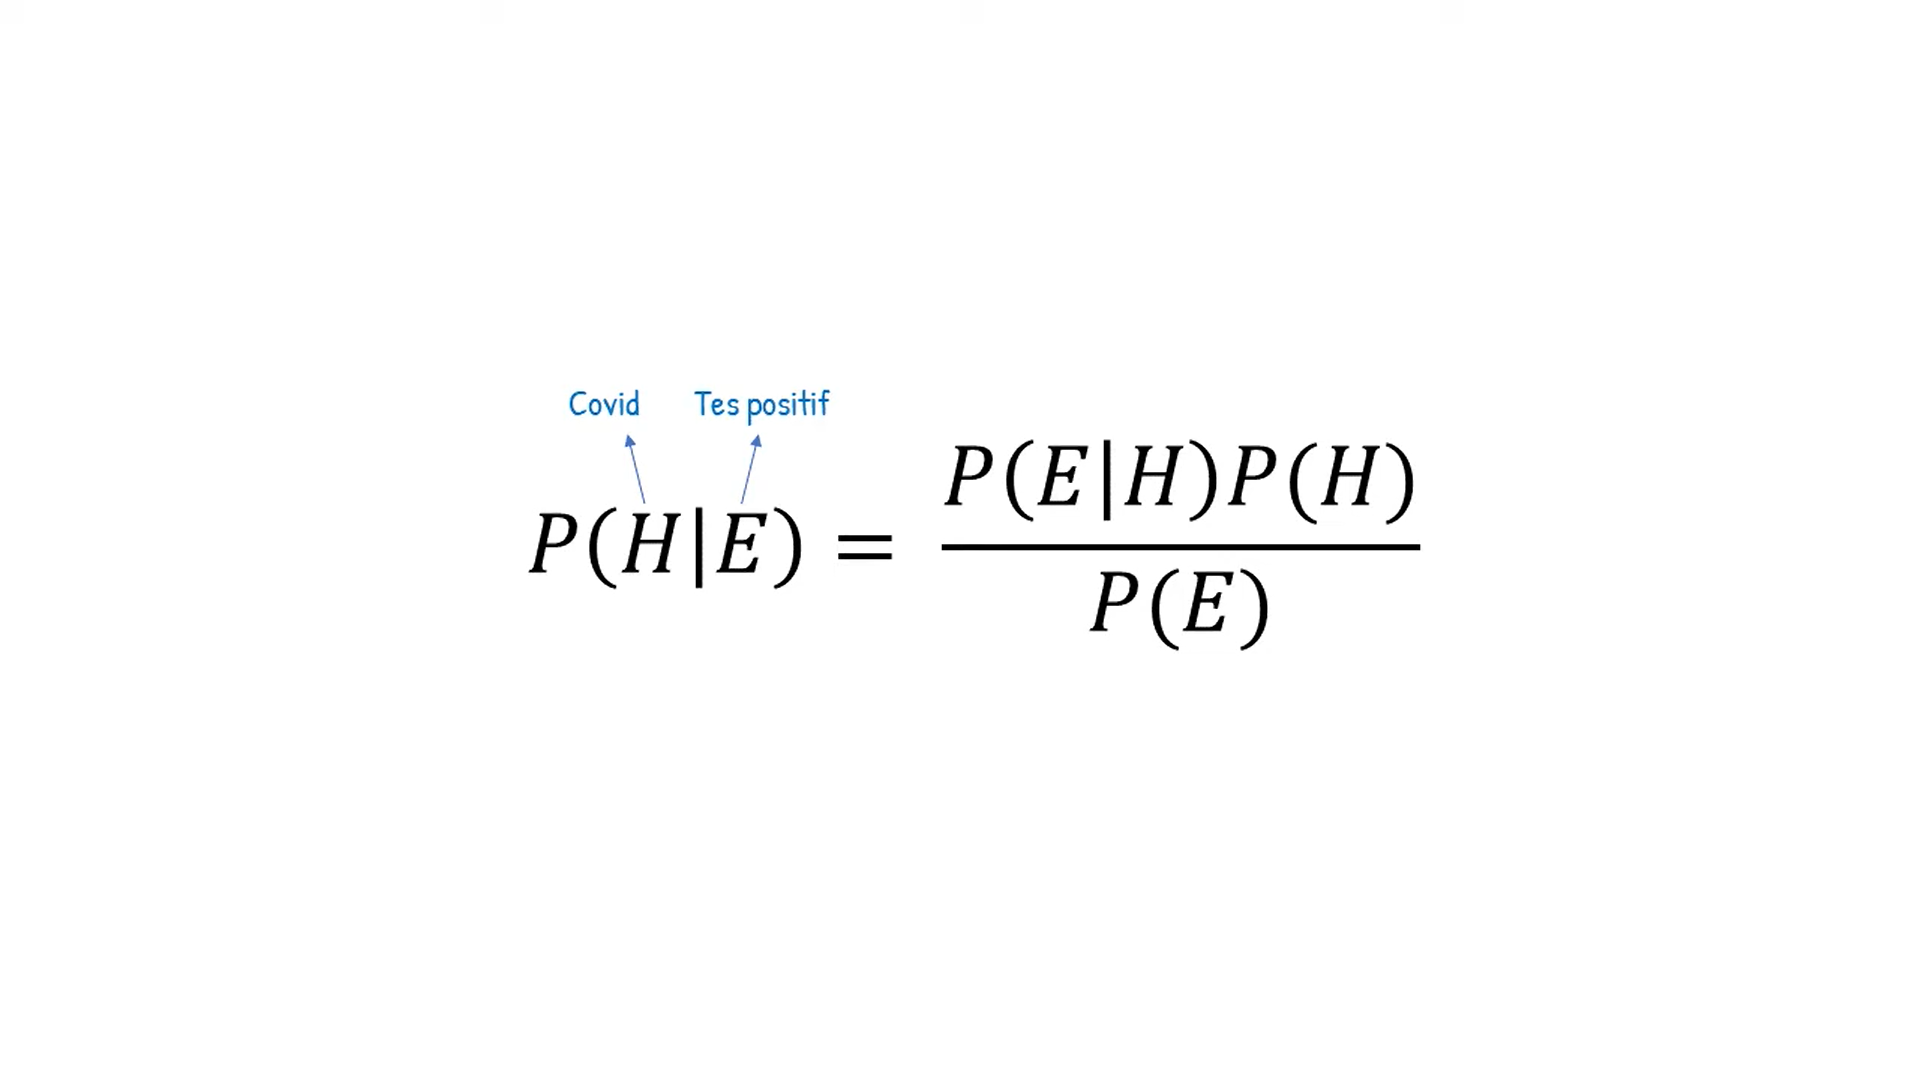 Covid Tes positif
P(H|E) = P(E|H)P(H)
P(E)